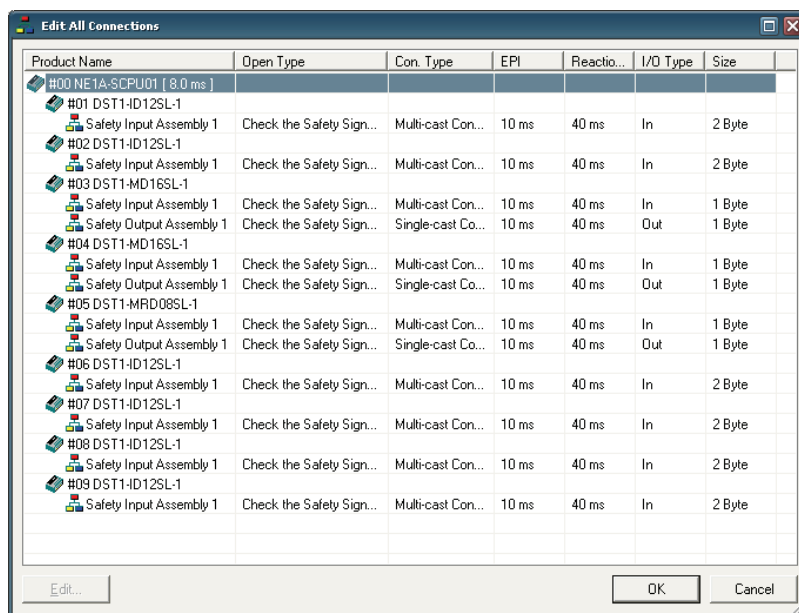 Edit All Connections
Product Name Open Type Con. Type EPI Reactio... I/O Type Size
#00 NE1A-SCPU01 [ 8.0 ms ]
#01 DST1-ID12SL-1
Safety Input Assembly 1 Check the Safety Sign... Multi-cast Con... 10 ms 40 ms In 2 Byte
#02 DST1-ID12SL-1
Safety Input Assembly 1 Check the Safety Sign... Multi-cast Con... 10 ms 40 ms In 2 Byte
#03 DST1-MD16SL-1
Safety Input Assembly 1 Check the Safety Sign... Multi-cast Con... 10 ms 40 ms In 1 Byte
Safety Output Assembly 1 Check the Safety Sign... Single-cast Co... 10 ms 40 ms Out 1 Byte
#04 DST1-MD16SL-1
Safety Input Assembly 1 Check the Safety Sign... Multi-cast Con... 10 ms 40 ms In 1 Byte
Safety Output Assembly 1 Check the Safety Sign... Single-cast Co... 10 ms 40 ms Out 1 Byte
#05 DST1-MRD08SL-1
Safety Input Assembly 1 Check the Safety Sign... Multi-cast Con... 10 ms 40 ms In 1 Byte
Safety Output Assembly 1 Check the Safety Sign... Single-cast Co... 10 ms 40 ms Out 1 Byte
#06 DST1-ID12SL-1
Safety Input Assembly 1 Check the Safety Sign... Multi-cast Con... 10 ms 40 ms In 2 Byte
#07 DST1-ID12SL-1
Safety Input Assembly 1 Check the Safety Sign... Multi-cast Con... 10 ms 40 ms In 2 Byte
#08 DST1-ID12SL-1
Safety Input Assembly 1 Check the Safety Sign... Multi-cast Con... 10 ms 40 ms In 2 Byte
#09 DST1-ID12SL-1
Safety Input Assembly 1 Check the Safety Sign... Multi-cast Con... 10 ms 40 ms In 2 Byte
Edit... OK Cancel